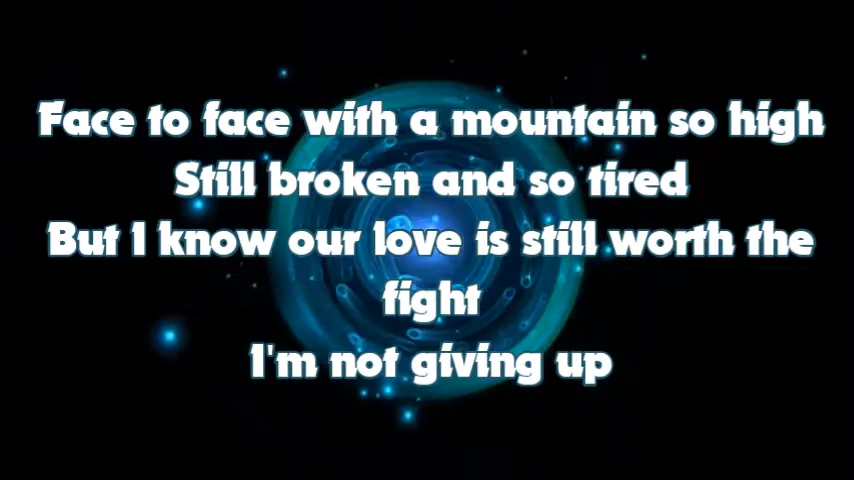 Face to face with a mountain so high
Still broken and so tired
But I know our love is still worth the
fight
I'm not giving up